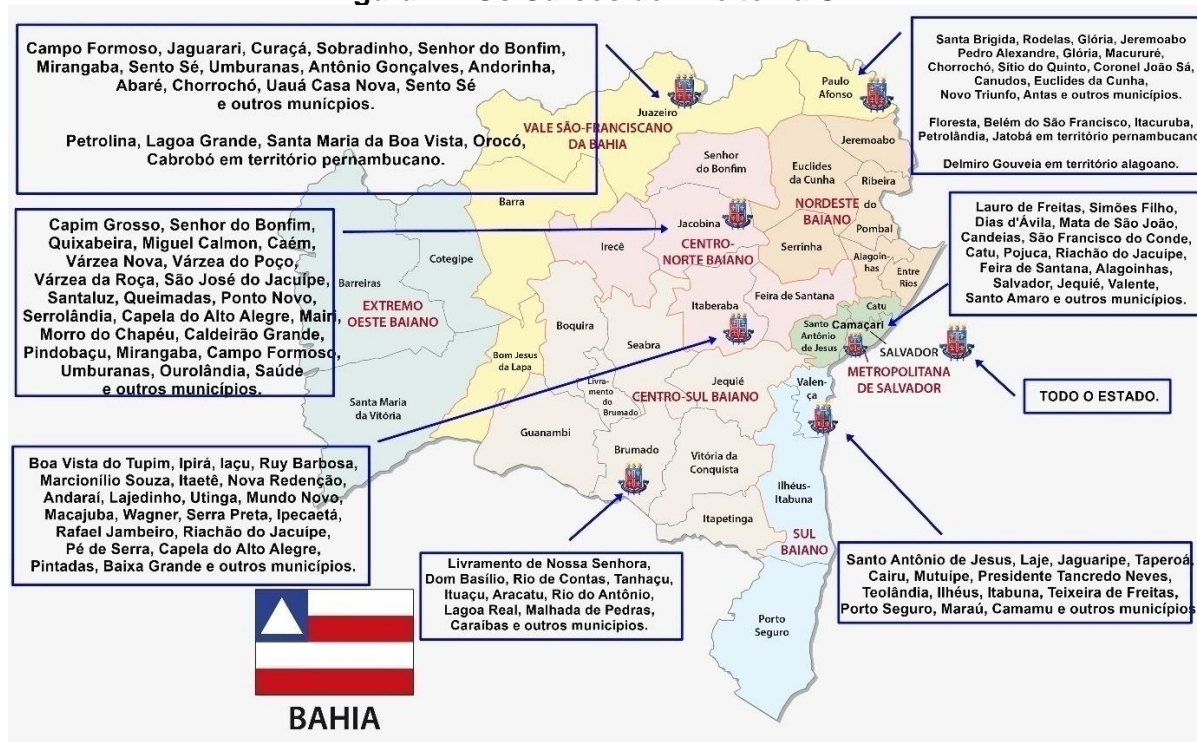 Campo Formoso, Jaguarari, Curaçá, Sobradinho, Senhor do Bonfim,
Mirangaba, Sento Sé, Umburanas, Antônio Gonçalves, Andorinha,
Abaré, Chorrochó, Uauá Casa Nova, Sento Sé
e outros municpios.
Petrolina, Lagoa Grande, Santa Maria da Boa Vista, Orocó,
Cabrobó em território pernambucano.
Santa Brigida, Rodelas, Glória, Jeremoabo
Pedro Alexandre, Glória, Macururé,
Chorrochó, Sítio do Quinto, Coronel João Sá,
Canudos, Euclides da Cunha,
Novo Triunfo, Antas e outros municípios.
Floresta, Belém do São Francisco, Itacuruba,
Petrolândia, Jatobá em território pernambucano
Delmiro Gouveia em território alagoano.
Capim Grosso, Senhor do Bonfim,
Quixabeira, Miguel Calmon, Caém,
Várzea Nova, Várzea do Poço,
Várzea da Roça, São José do Jacuípe,
Santaluz, Queimadas, Ponto Novo,
Serrolândia, Capela do Alto Alegre, Mairi,
Morro do Chapéu, Caldeirão Grande,
Pindobaçu, Mirangaba, Campo Formoso,
Umburanas, Ourolândia, Saúde
e outros municípios.
Lauro de Freitas, Simões Filho,
Dias d'Ávila, Mata de São João,
Candeias, São Francisco do Conde,
Catu, Pojuca, Riachão do Jacuípe,
Feira de Santana, Alagoinhas,
Salvador, Jequié, Valente,
Santo Amaro e outros municípios.
TODO O ESTADO.
Boa Vista do Tupim, Ipirá, Iaçu, Ruy Barbosa,
Marcionílio Souza, Itaetê, Nova Redenção,
Andaraí, Lajedinho, Utinga, Mundo Novo,
Macajuba, Wagner, Serra Preta, Ipecaetá,
Rafael Jambeiro, Riachão do Jacuípe,
Pé de Serra, Capela do Alto Alegre,
Pintadas, Baixa Grande e outros municípios.
Livramento de Nossa Senhora,
Dom Basílio, Rio de Contas, Tanhaçu,
Ituaçu, Aracatu, Rio do Antônio,
Lagoa Real, Malhada de Pedras,
Caraíbas e outros municípios.
Santo Antônio de Jesus, Laje, Jaguaripe, Taperoá,
Cairu, Mutuípe, Presidente Tancredo Neves,
Teolândia, Ilhéus, Itabuna, Teixeira de Freitas,
Porto Seguro, Maraú, Camamu e outros municípios
Paulo
Afonso
Juazeiro
VALE SÃO-FRANCISCANO
DA BAHIA
Jeremoabo
Senhor
do Bonfim
Euclides
da Cunha
Ribeira
do
Pombal
NORDESTE
BAIANO
Barra
Jacobina
Irecê
CENTRO-
NORTE BAIANO
Serrinha
Alagoi-
nhas
Entre
Rios
Cotegipe
Barreiras
EXTREMO
OESTE BAIANO
Itaberaba
Feira de Santana
Catu
Camaçari
Santo
Antônio
de Jesus
SALVADOR
METROPOLITANA
DE SALVADOR
Boquira
Seabra
Bom Jesus
da Lapa
Livra-
mento
do
Brumado
Jequié
CENTRO-SUL BAIANO
Valen-
ça
Santa Maria
da Vitória
Guanambi
Brumado
Vitória da
Conquista
Ilhéus-
Itabuna
Itapetinga
SUL
BAIANO
Porto
Seguro
BAHIA